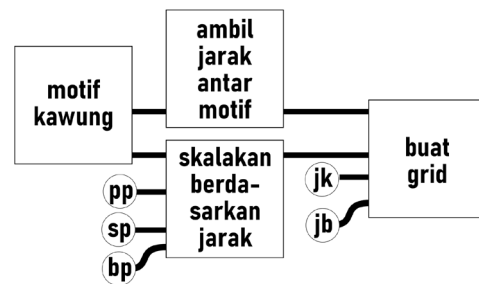 motif
kawung
ambil
jarak
antar
motif
skalakan
berda-
sarkan
jarak
pp
sp
bp
buat
grid
jk
jb